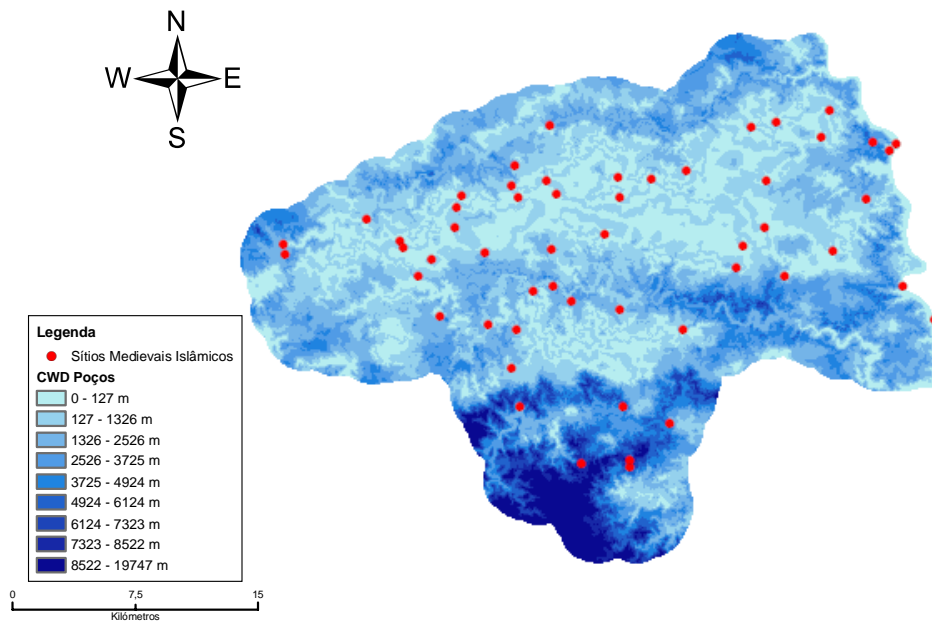 N
W E
S
Legenda
Sítios Medievais Islâmicos
CWD Poços
0 - 127 m
127 - 1326 m
1326 - 2526 m
2526 - 3725 m
3725 - 4924 m
4924 - 6124 m
6124 - 7323 m
7323 - 8522 m
8522 - 19747 m
0 7,5 15
Kilómetros